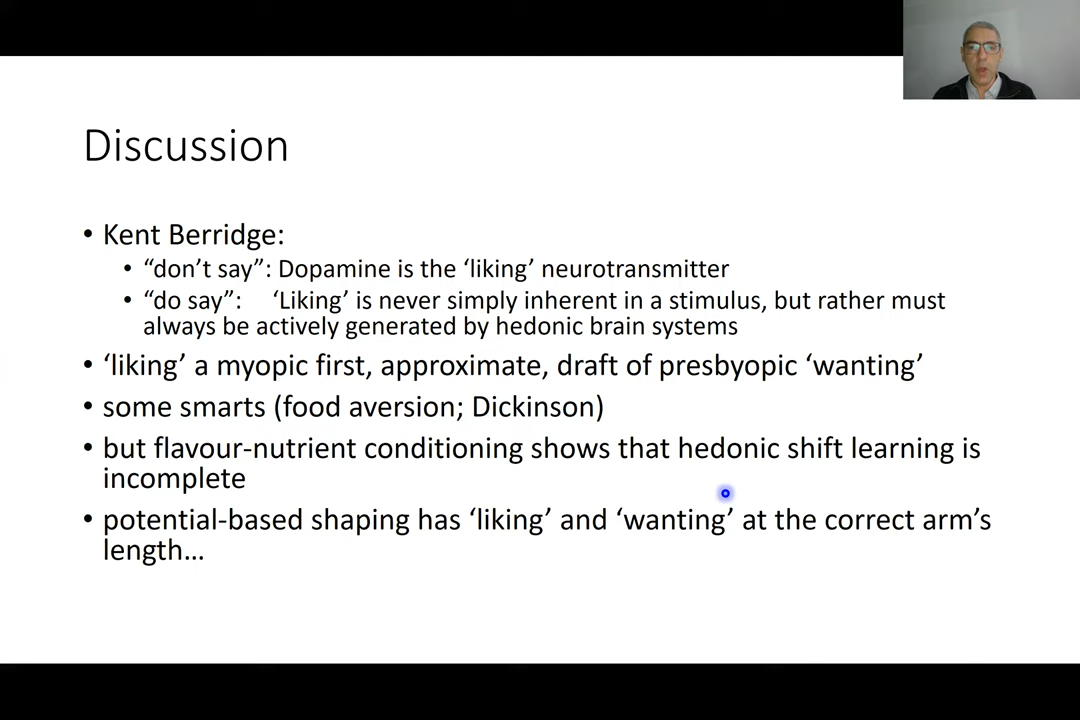 Discussion
• Kent Berridge:
• “don’t say”: Dopamine is the ‘liking’ neurotransmitter
• “do say”: ‘Liking’ is never simply inherent in a stimulus, but rather must
always be actively generated by hedonic brain systems
• ‘liking’ a myopic first, approximate, draft of presbyopic ‘wanting’
• some smarts (food aversion; Dickinson)
• but flavour-nutrient conditioning shows that hedonic shift learning is
incomplete
• potential-based shaping has ‘liking’ and ‘wanting’ at the correct arm’s
length…